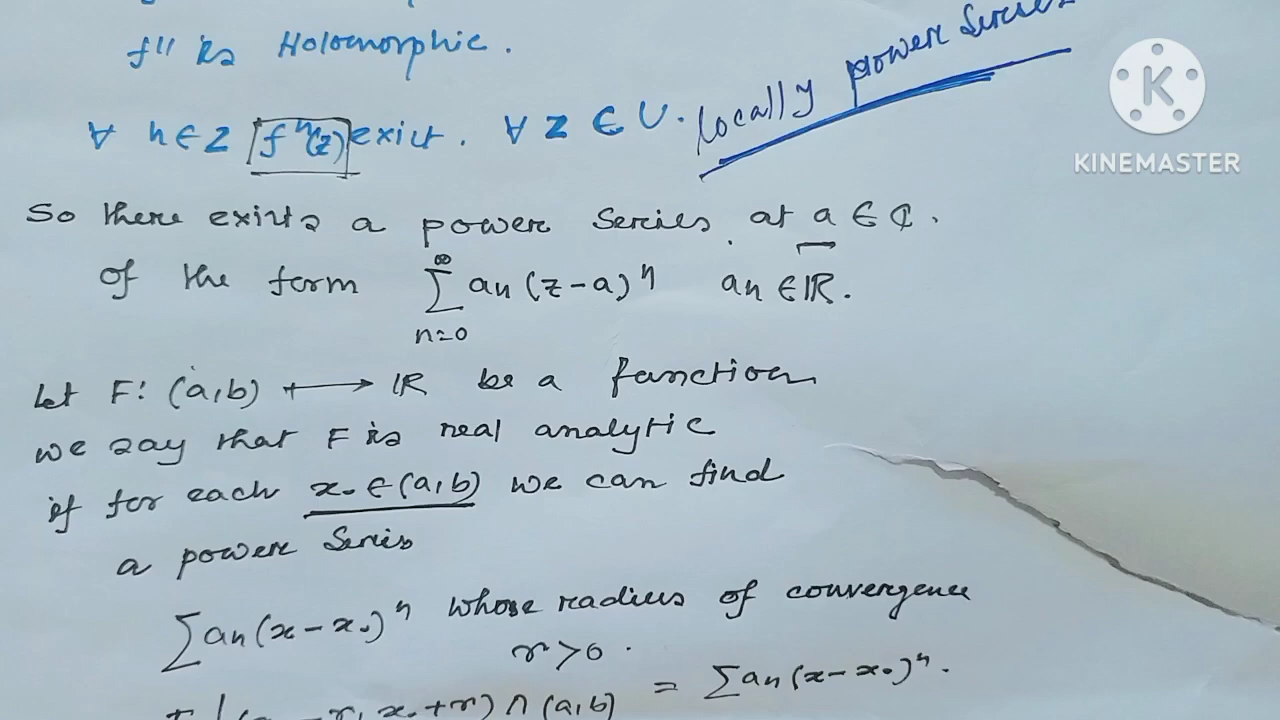 f'' is Holomorphic.
∀ n ∈ Z f^n(z) exist. ∀ z ∈ U. locally power Series
KINEMASTER
So there exists a power Series at a ∈ ℂ.
of the form ∑_{n=0}^{∞} an (z-a)^n an ∈ IR.
Let F: (a,b) ⟼ IR be a function
we say that F is real analytic
if for each x₀ ∈ (a,b) we can find
a power Series
∑ an (x-x₀)^n whose radius of convergence
r > 0.
r, x₀+r) ∩ (a,b) = ∑ an (x-x₀)^n.